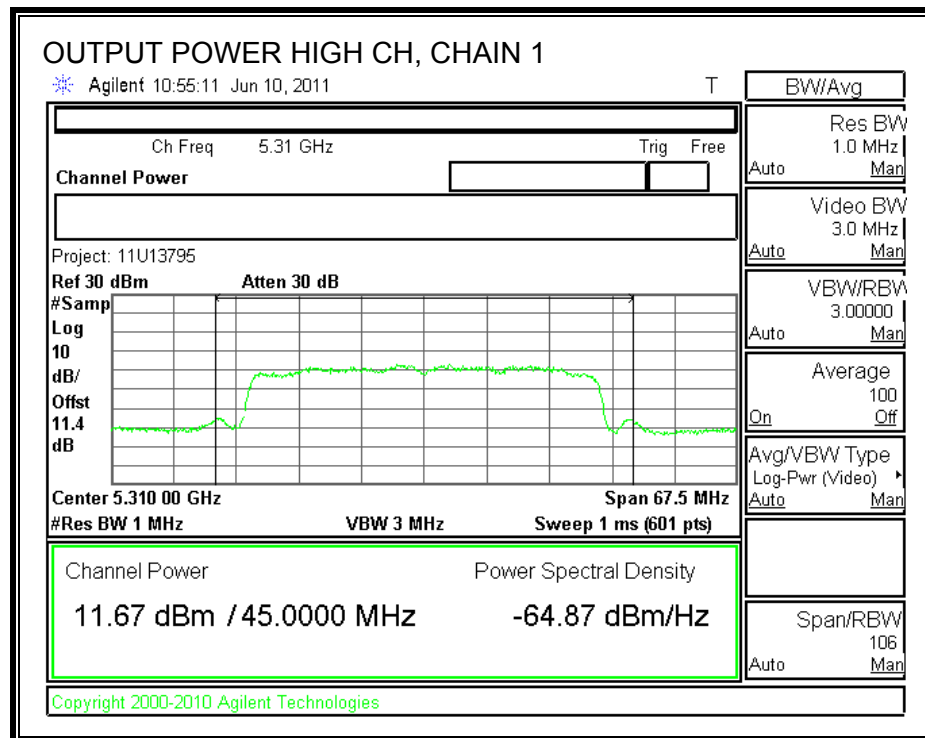 OUTPUT POWER HIGH CH, CHAIN 1
Agilent 10:55:11 Jun 10, 2011 T
Ch Freq 5.31 GHz Trig Free
Channel Power
Project: 11U13795
Ref 30 dBm Atten 30 dB
#Samp
Log
10
dB/
Offst
11.4
dB
Center 5.310 00 GHz Span 67.5 MHz
#Res BW 1 MHz VBW 3 MHz Sweep 1 ms (601 pts)
Channel Power Power Spectral Density
11.67 dBm / 45.0000 MHz -64.87 dBm/Hz
Copyright 2000-2010 Agilent Technologies
BW/Avg
Res BW
1.0 MHz
Auto Man
Video BW
3.0 MHz
Auto Man
VBW/RBW
3.00000
Auto Man
Average
100
On Off
Avg/VBW Type
Log-Pwr (Video)
Auto Man
Span/RBW
106
Auto Man